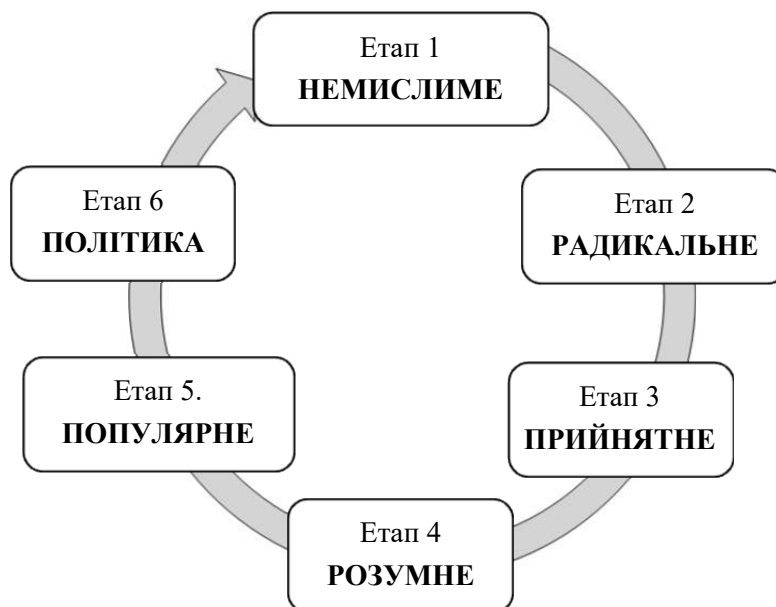 Етап 1
НЕМИСЛИМЕ
Етап 2
РАДИКАЛЬНЕ
Етап 3
ПРИЙНЯТНЕ
Етап 4
РОЗУМНЕ
Етап 5.
ПОПУЛЯРНЕ
Етап 6
ПОЛІТИКА